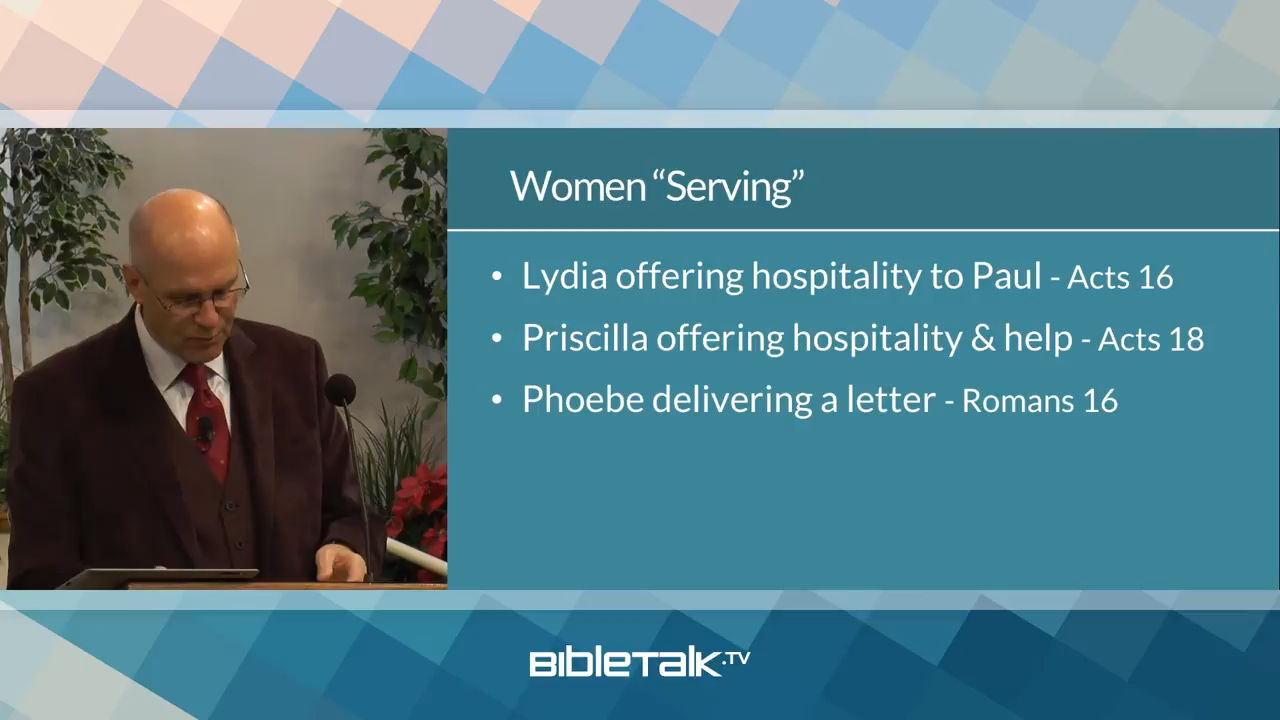 Women “Serving”
• Lydia offering hospitality to Paul - Acts 16
• Priscilla offering hospitality & help - Acts 18
• Phoebe delivering a letter - Romans 16
BibleTalk.TV